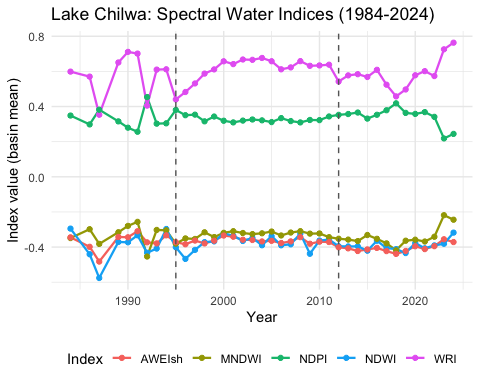 Lake Chilwa: Spectral Water Indices (1984-2024)
Index value (basin mean)
0.8
0.4
0.0
-0.4
1990 2000 2010 2020
Year
Index AWEIsh MNDWI NDPI NDWI WRI